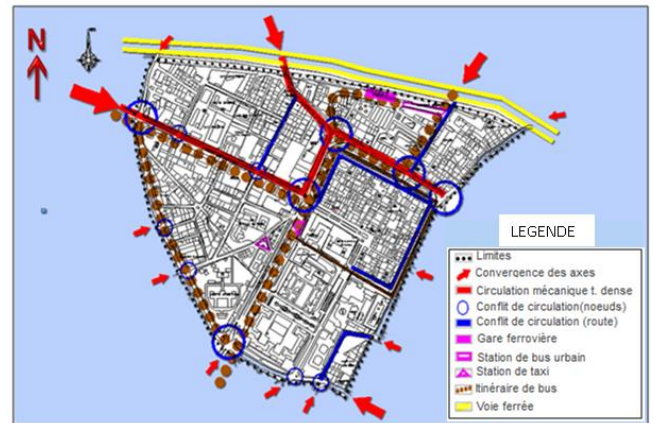 N
LEGENDE
Limites
Convergence des axes
Circulation mécanique t. dense
Conflit de circulation(noeuds)
Conflit de circulation (route)
Gare ferrovière
Station de bus urbain
Station de taxi
Itinéraire de bus
Voie ferrée